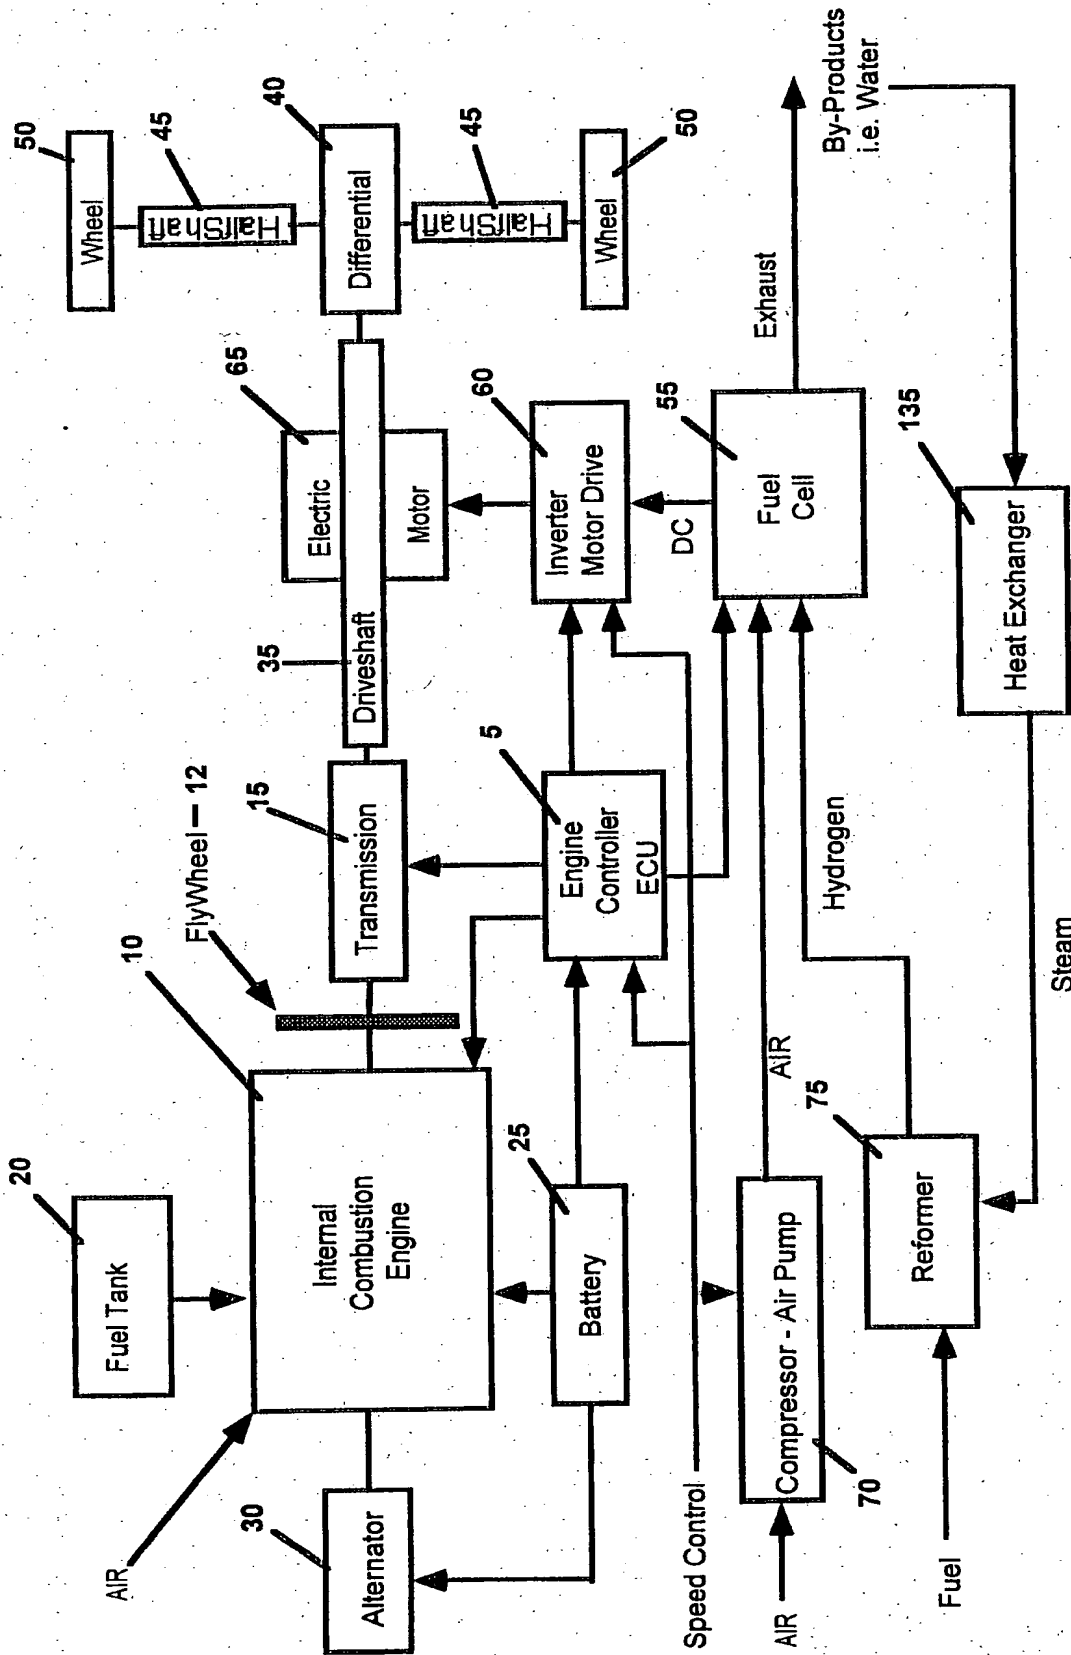 20
Fuel Tank
AIR
10
Internal
Combustion
Engine
30
Alternator
25
Battery
FlyWheel – 12
15
Transmission
35
Driveshaft
65
Electric
Motor
40
Differential
45
HalfShaft
45
HalfShaft
50
Wheel
50
Wheel
5
Engine
Controller
ECU
60
Inverter
Motor Drive
DC
55
Fuel
Cell
Exhaust
By-Products
i.e. Water
Speed Control
AIR
Compressor - Air Pump
70
AIR
Hydrogen
75
Reformer
Fuel
135
Heat Exchanger
Steam